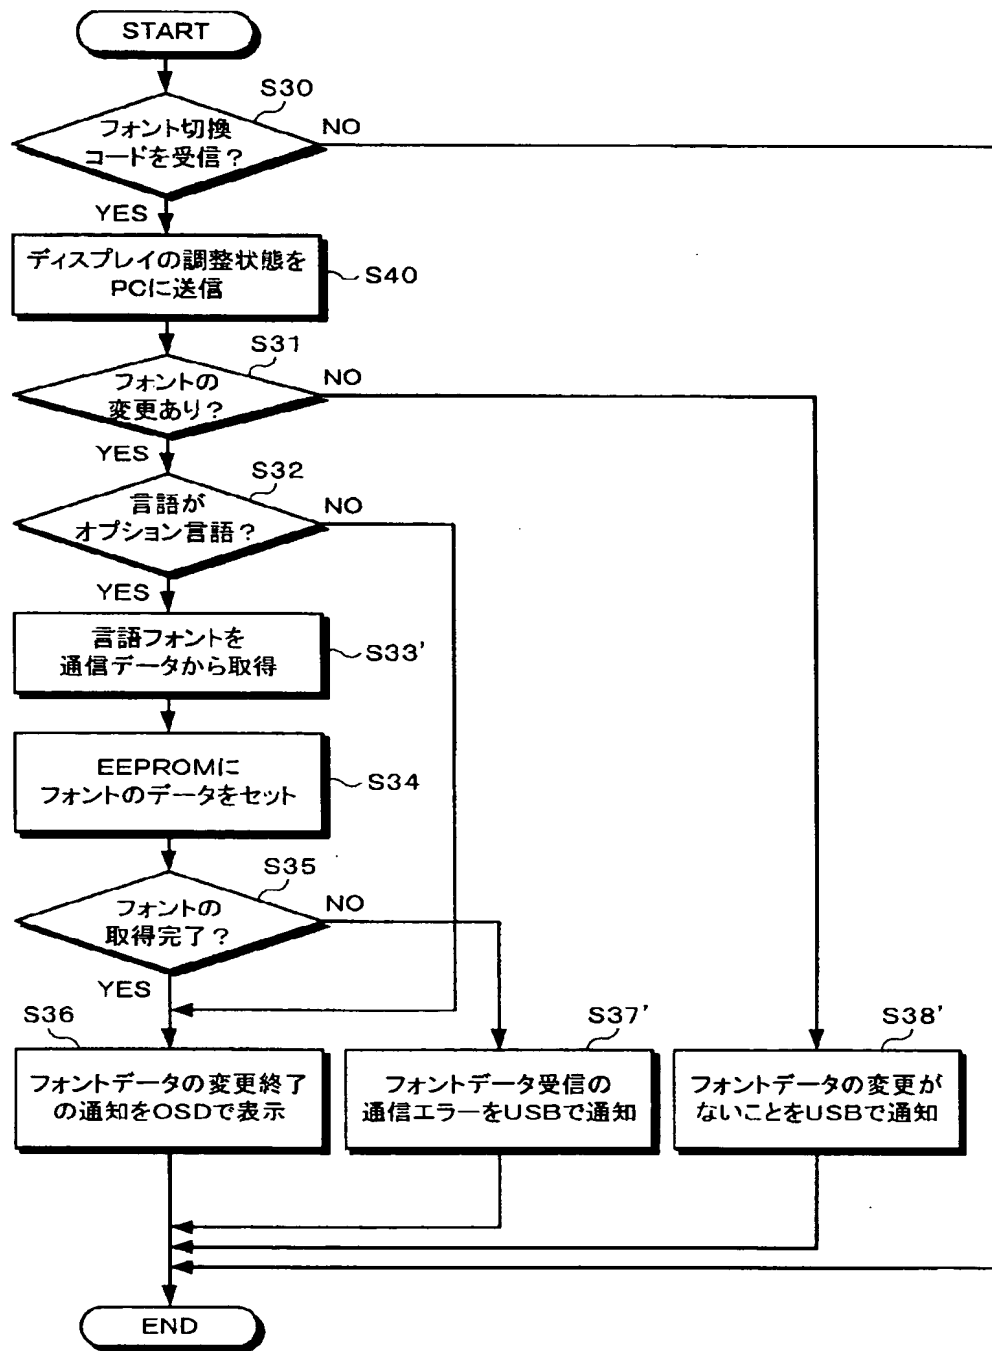 START
S30
フォント切換
コードを受信？
NO
YES
ディスプレイの調整状態を
PCに送信
S40
S31
フォントの
変更あり？
NO
YES
S32
言語が
オプション言語？
NO
YES
言語フォントを
通信データから取得
S33'
EEPROMに
フォントのデータをセット
S34
S35
フォントの
取得完了？
NO
YES
S36
フォントデータの変更終了
の通知をOSDで表示
S37'
フォントデータ受信の
通信エラーをUSBで通知
S38'
フォントデータの変更が
ないことをUSBで通知
END